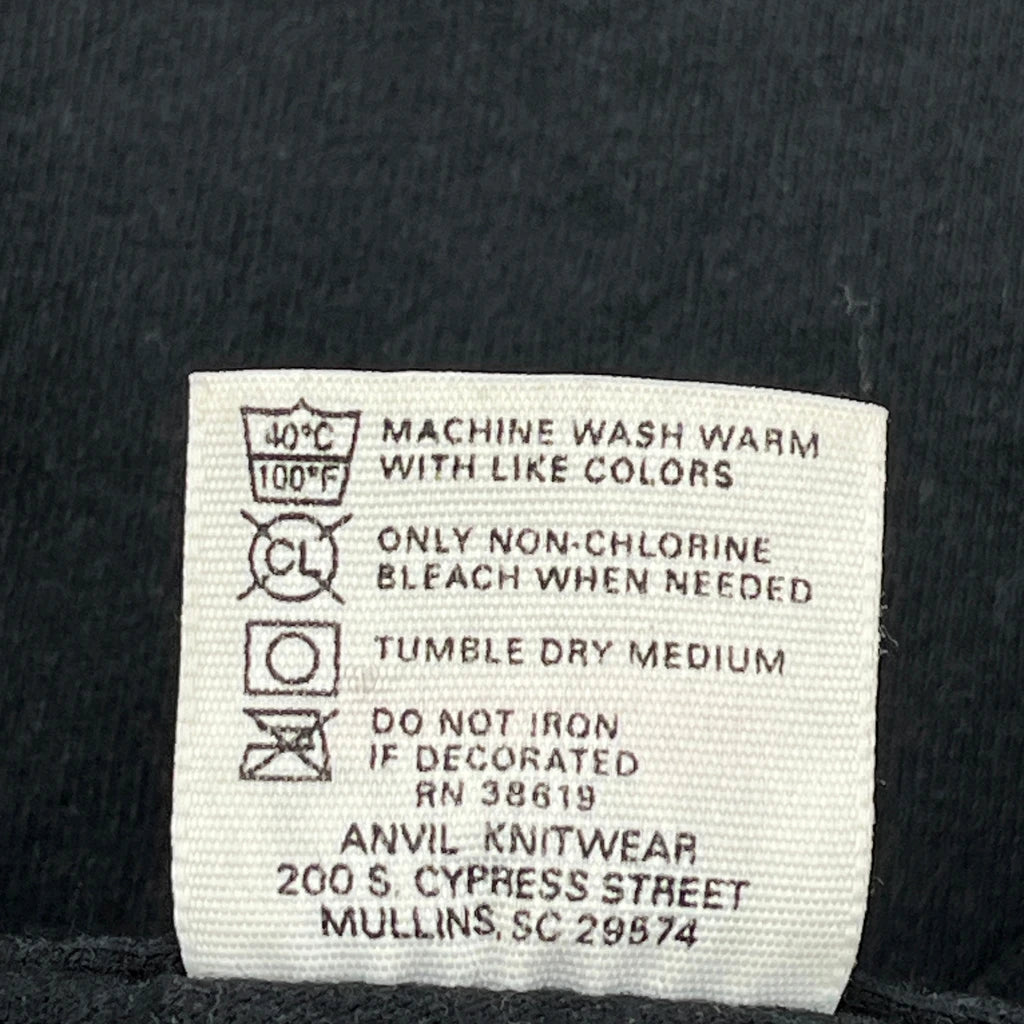 40°C
100°F
MACHINE WASH WARM
WITH LIKE COLORS
CL
ONLY NON-CHLORINE
BLEACH WHEN NEEDED
TUMBLE DRY MEDIUM
DO NOT IRON
IF DECORATED
RN 38619
ANVIL KNITWEAR
200 S. CYPRESS STREET
MULLINS, SC 29574